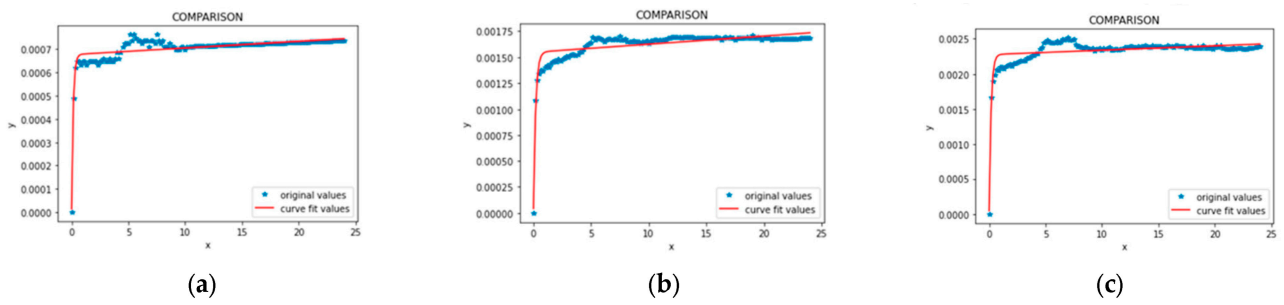 COMPARISON
0.0007
0.0006
0.0005
0.0004
0.0003
0.0002
0.0001
0.0000
y
original values
curve fit values
0 5 10 15 20 25
x
(a)
COMPARISON
0.00175
0.00150
0.00125
0.00100
0.00075
0.00050
0.00025
0.00000
y
original values
curve fit values
0 5 10 15 20 25
x
(b)
COMPARISON
0.0025
0.0020
0.0015
0.0010
0.0005
0.0000
y
original values
curve fit values
0 5 10 15 20 25
x
(c)